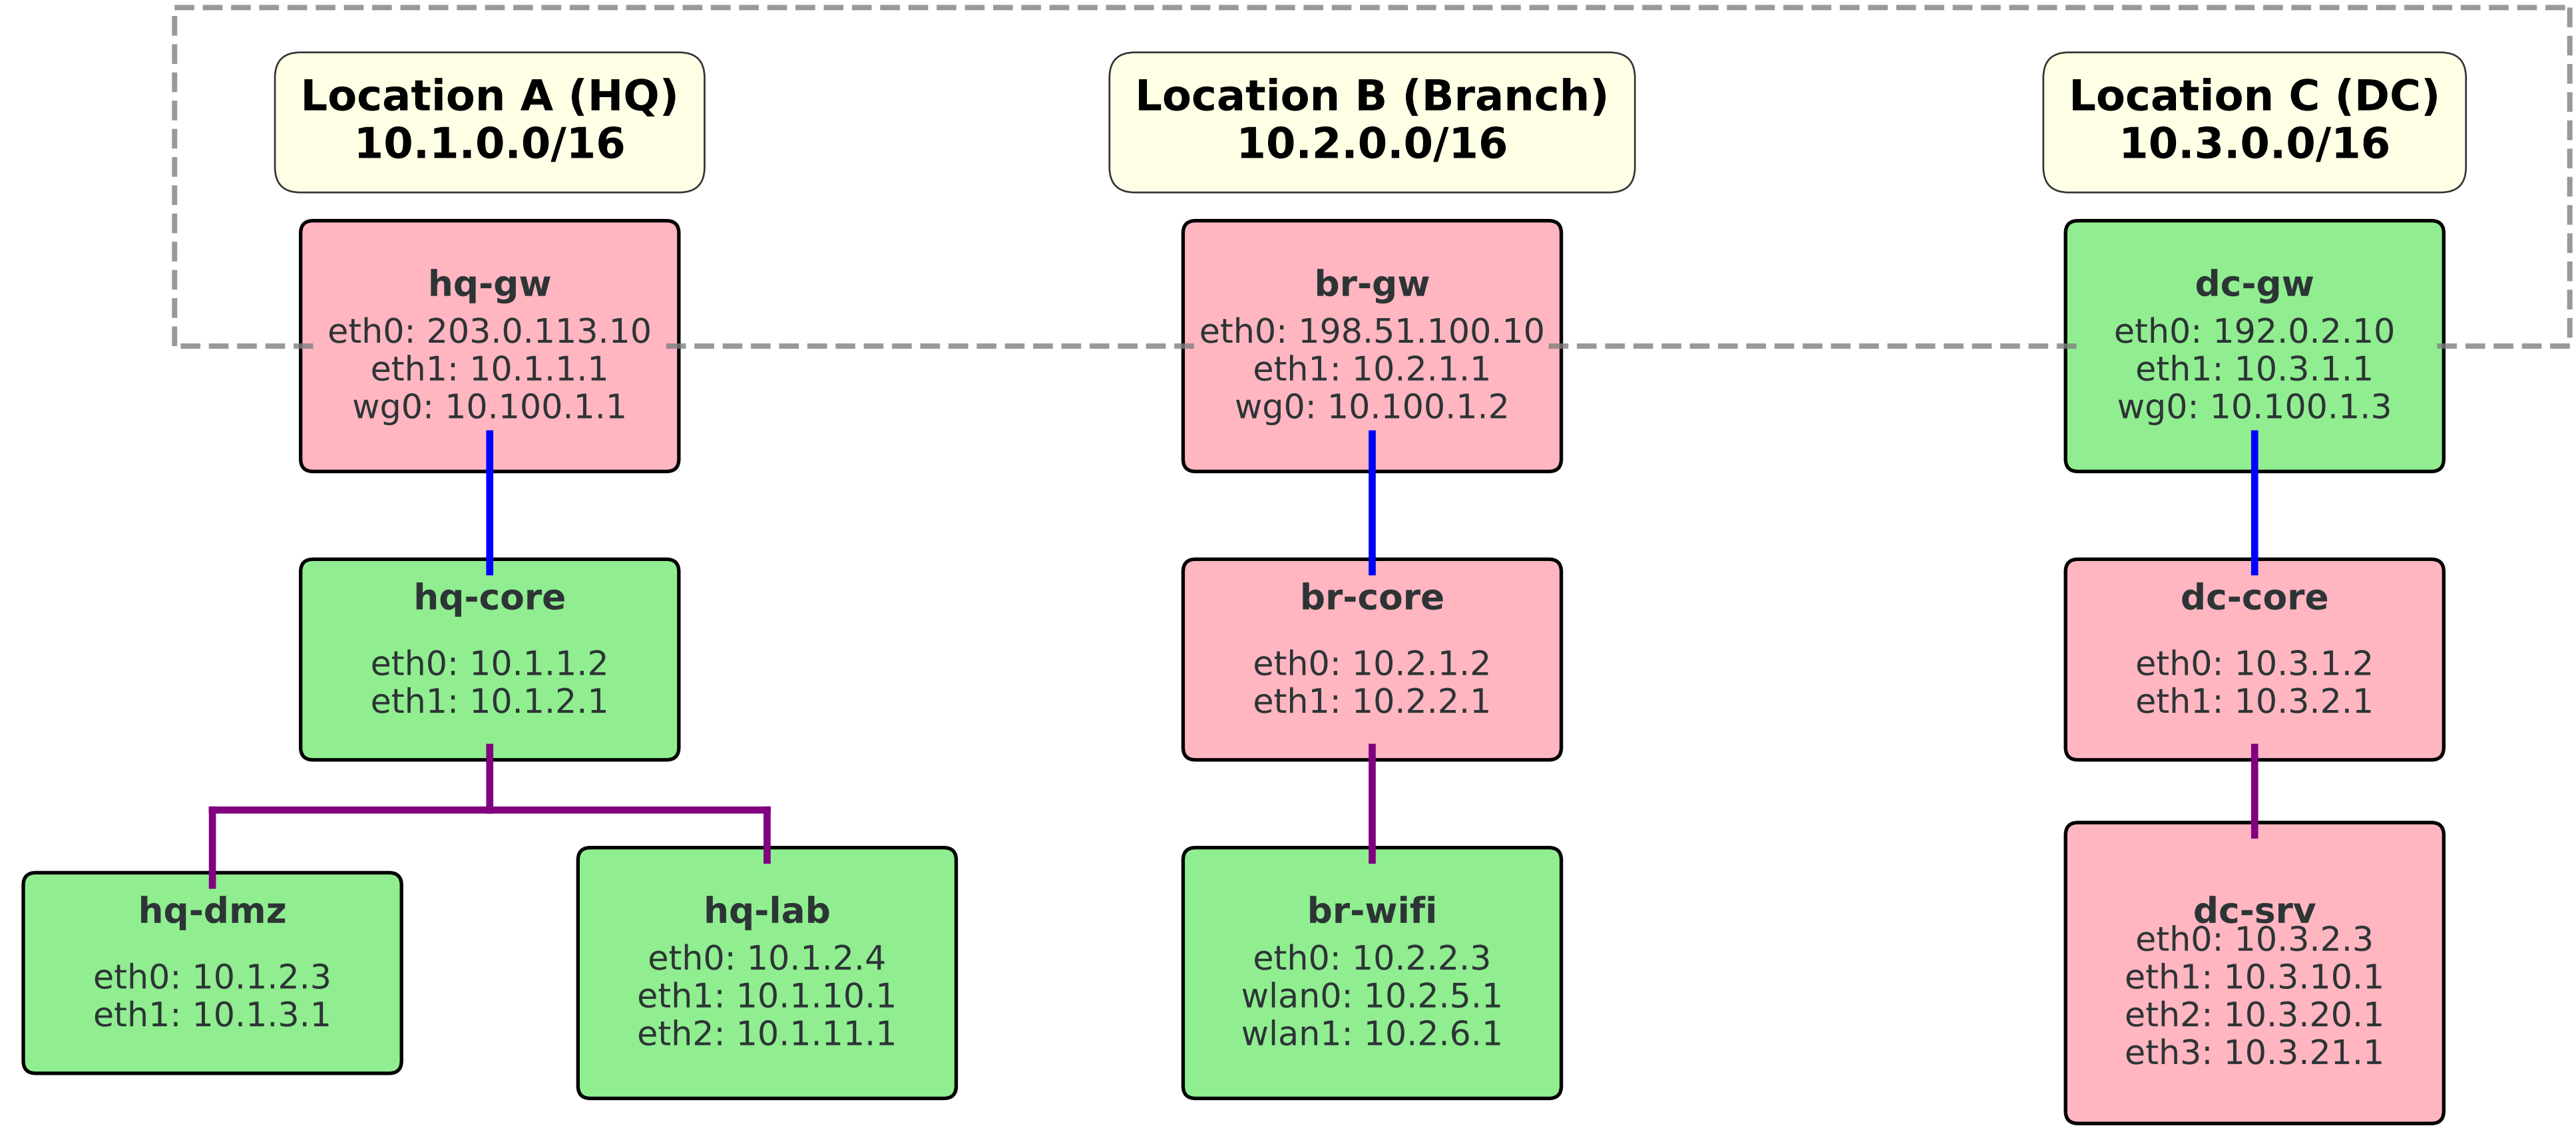 Location A (HQ)
10.1.0.0/16
Location B (Branch)
10.2.0.0/16
Location C (DC)
10.3.0.0/16
hq-gw
eth0: 203.0.113.10
eth1: 10.1.1.1
wg0: 10.100.1.1
br-gw
eth0: 198.51.100.10
eth1: 10.2.1.1
wg0: 10.100.1.2
dc-gw
eth0: 192.0.2.10
eth1: 10.3.1.1
wg0: 10.100.1.3
hq-core
eth0: 10.1.1.2
eth1: 10.1.2.1
br-core
eth0: 10.2.1.2
eth1: 10.2.2.1
dc-core
eth0: 10.3.1.2
eth1: 10.3.2.1
hq-dmz
eth0: 10.1.2.3
eth1: 10.1.3.1
hq-lab
eth0: 10.1.2.4
eth1: 10.1.10.1
eth2: 10.1.11.1
br-wifi
eth0: 10.2.2.3
wlan0: 10.2.5.1
wlan1: 10.2.6.1
dc-srv
eth0: 10.3.2.3
eth1: 10.3.10.1
eth2: 10.3.20.1
eth3: 10.3.21.1